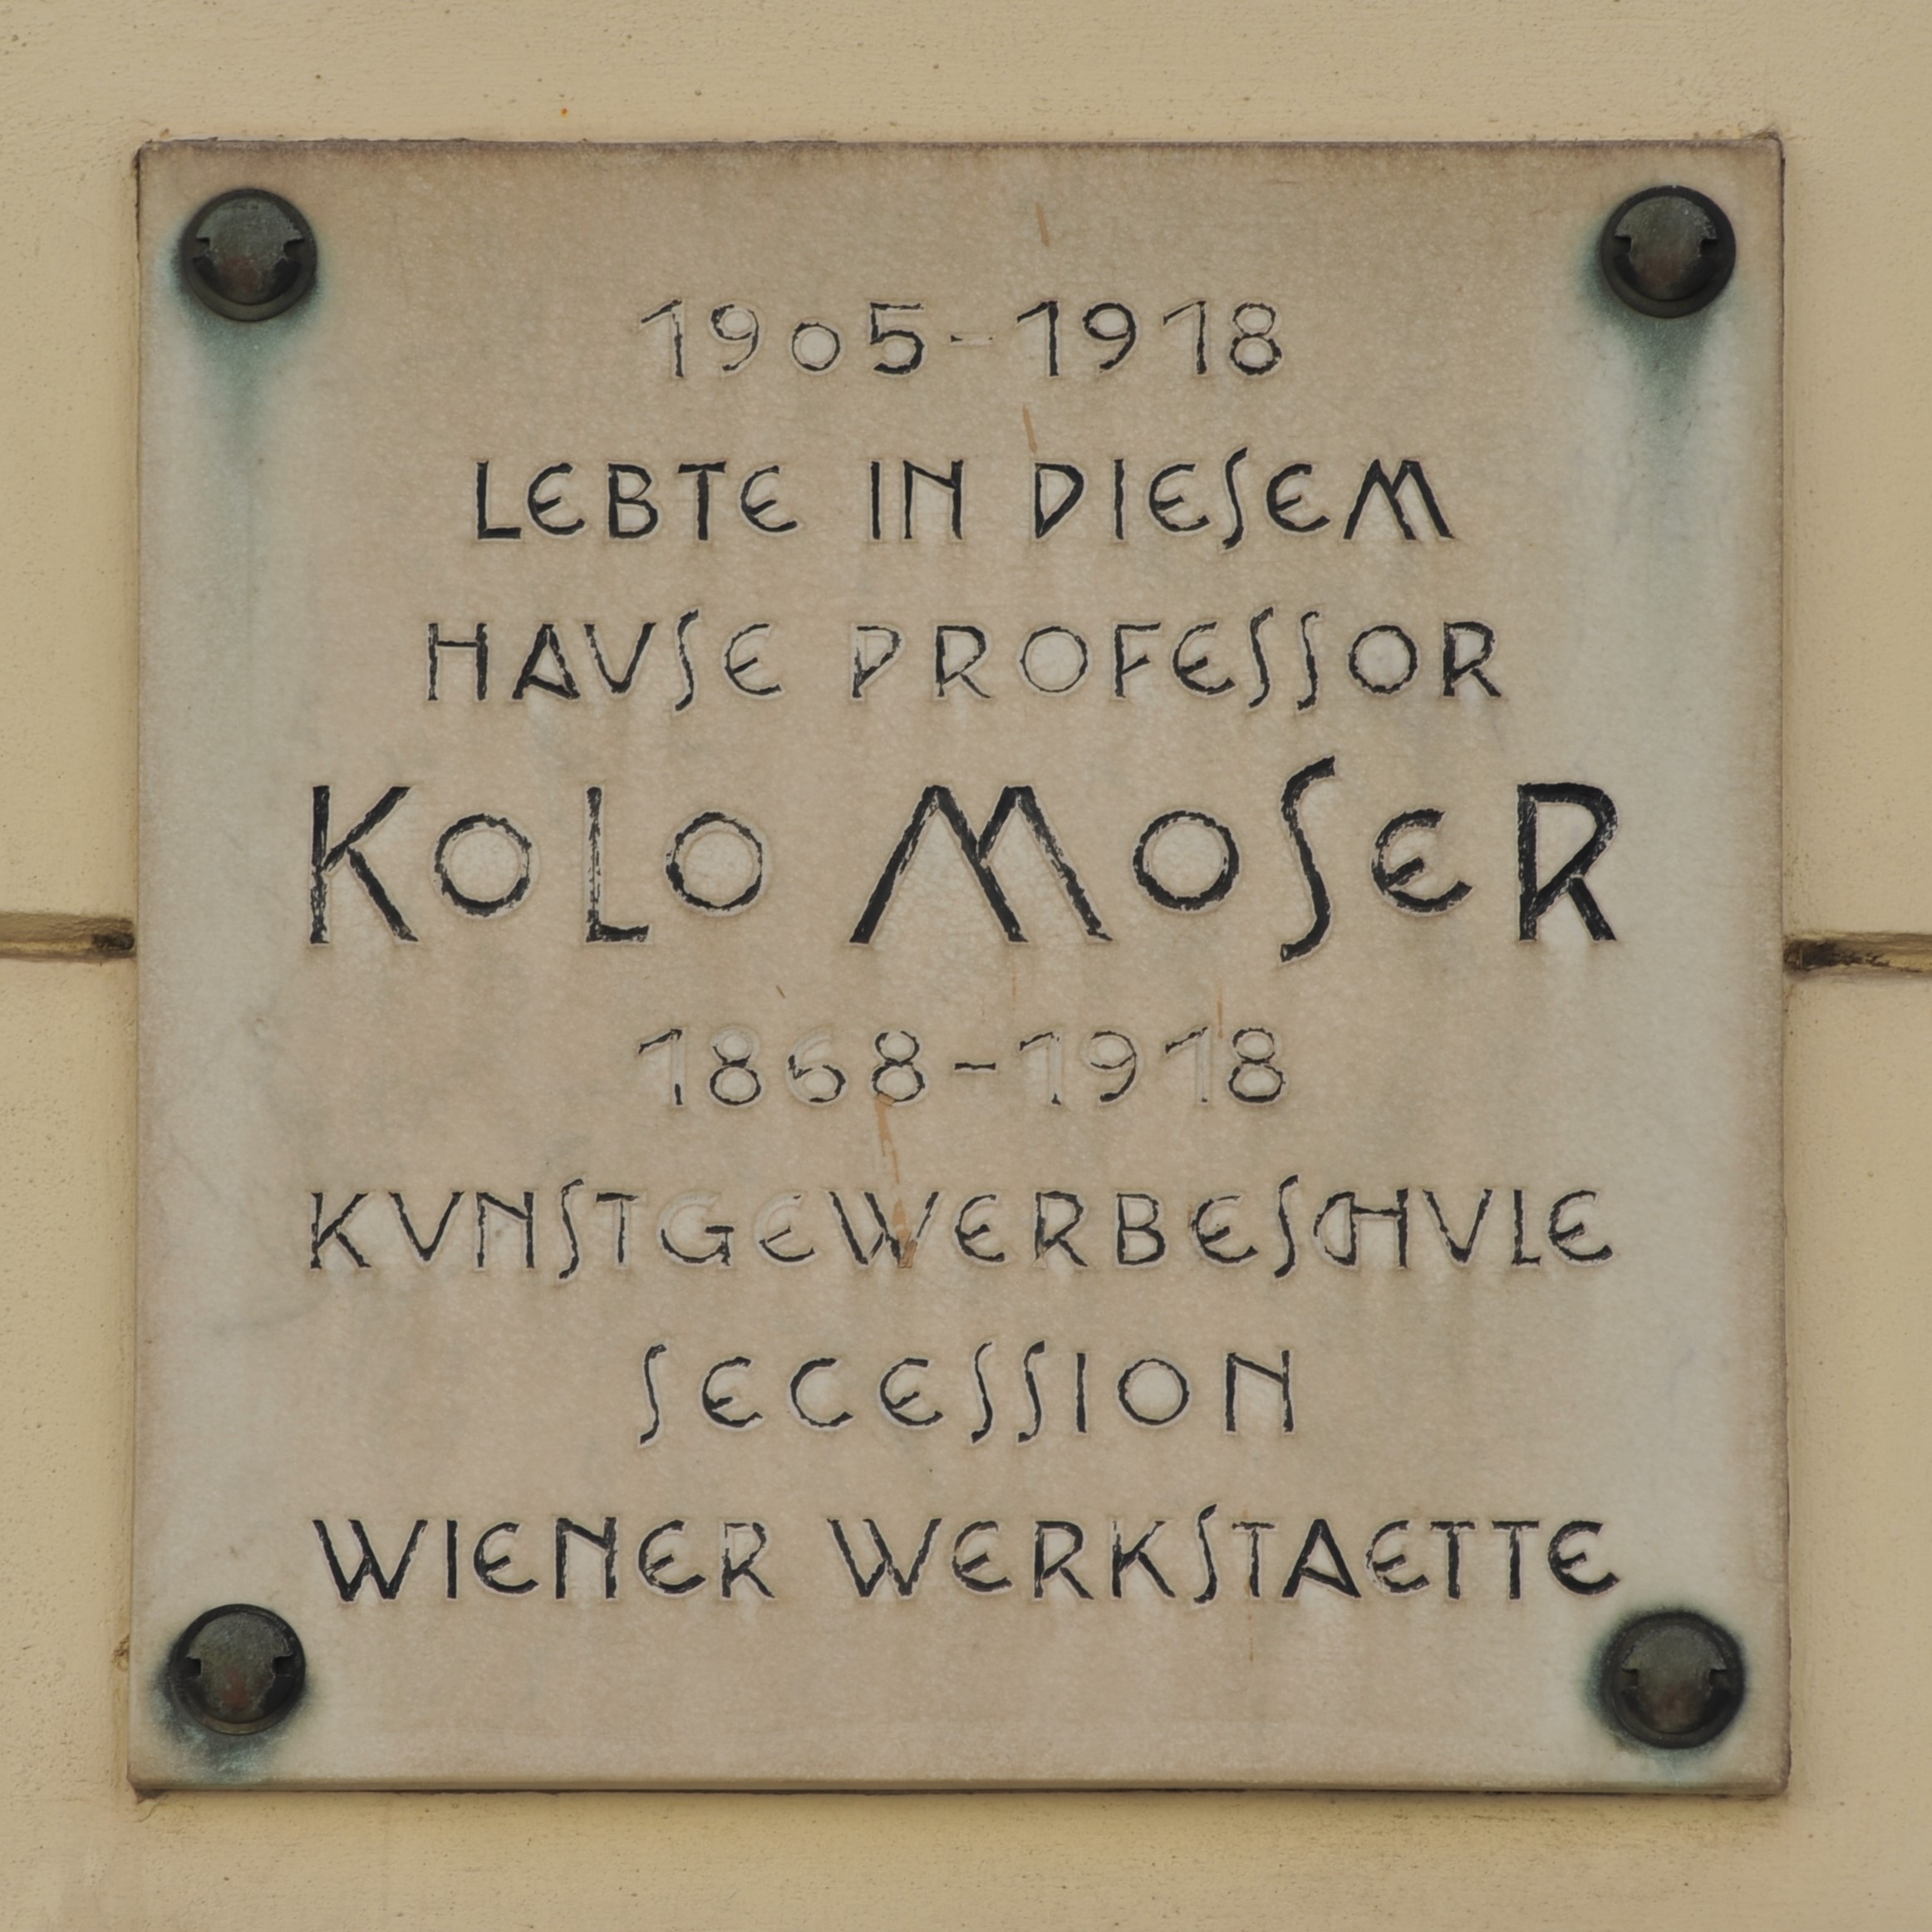 1905-1918
LEBTE IN DIESEM
HAVSE PROFESSOR
KOLO MOSER
1868-1918
KVNSTGEWERBESCHVLE
SECESSION
WIENER WERKSTAETTE